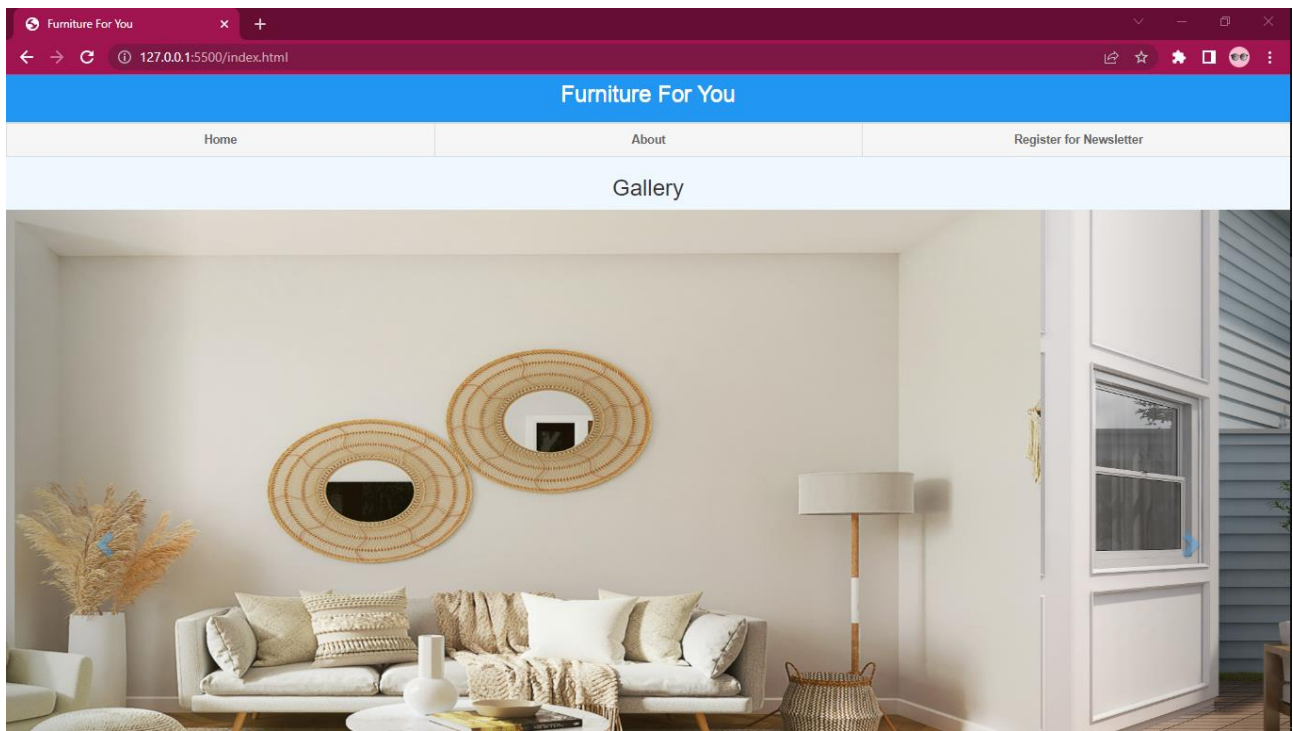 Furniture For You
127.0.0.1:5500/index.html
Furniture For You
Home About Register for Newsletter
Gallery